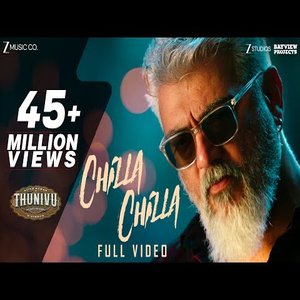 Z MUSIC CO.
Z STUDIOS
BAYVIEW
PROJECTS
45+
MILLION
VIEWS
CHILLA
CHILLA
FULL VIDEO
THUNIVU